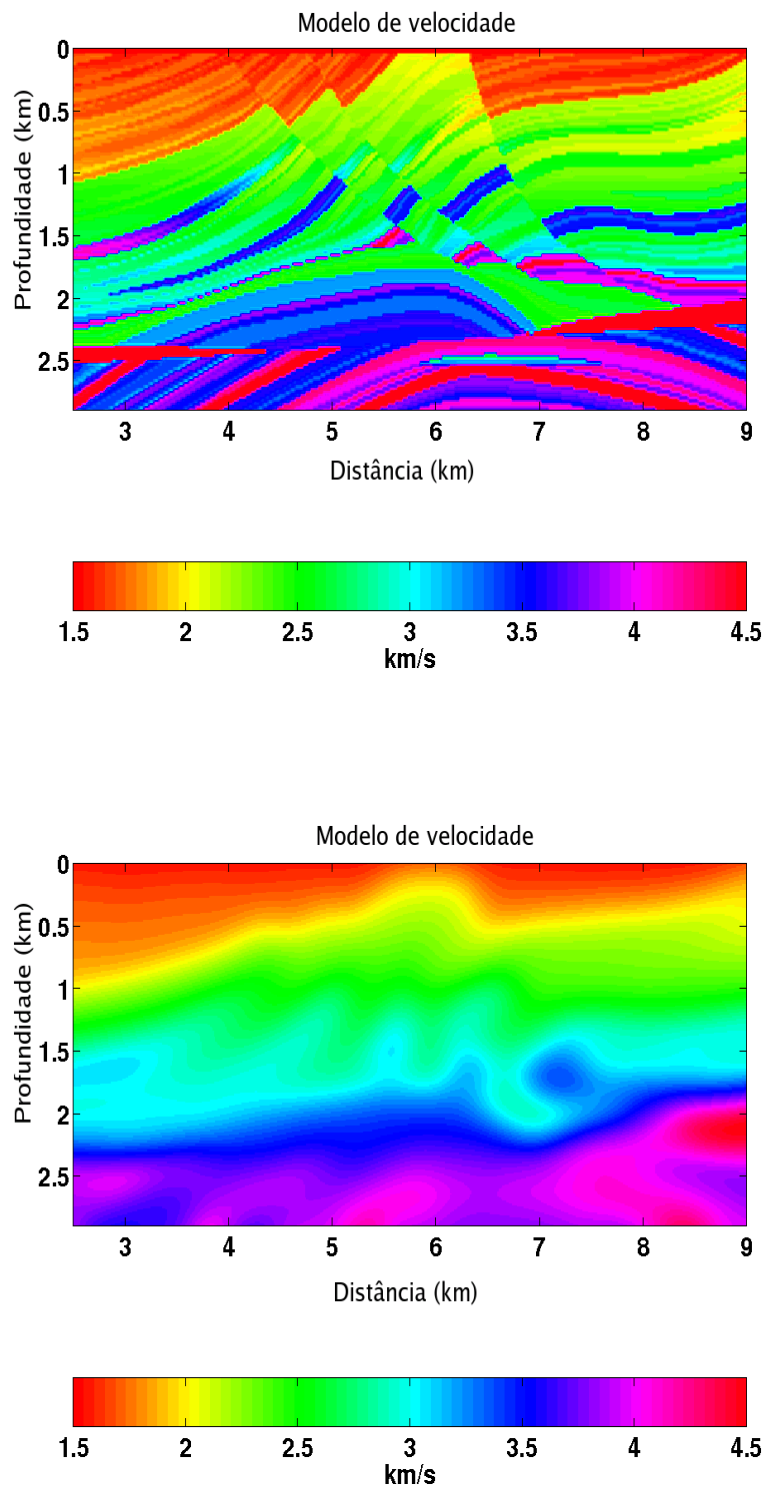 Modelo de velocidade
0
0.5
1
1.5
2
2.5
Profundidade (km)
3 4 5 6 7 8 9
Distância (km)
1.5 2 2.5 3 3.5 4 4.5
km/s
Modelo de velocidade
0
0.5
1
1.5
2
2.5
Profundidade (km)
3 4 5 6 7 8 9
Distância (km)
1.5 2 2.5 3 3.5 4 4.5
km/s